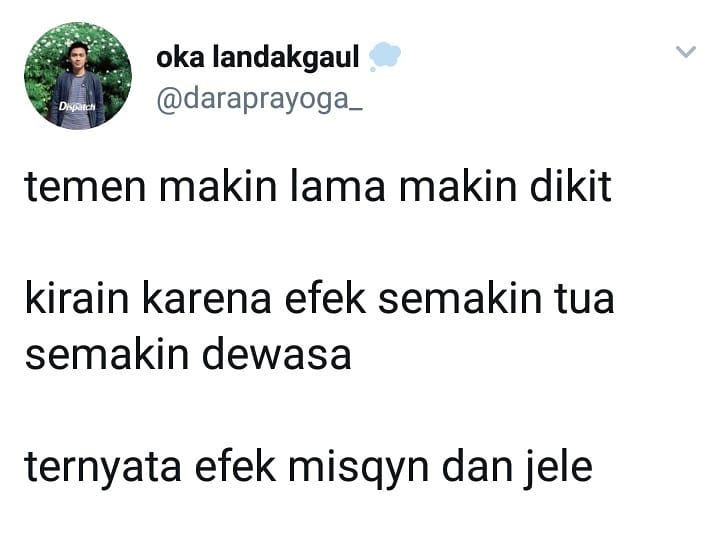 oka landakgaul
@daraprayoga_
Dispatch
temen makin lama makin dikit
kirain karena efek semakin tua
semakin dewasa
ternyata efek misqyn dan jele